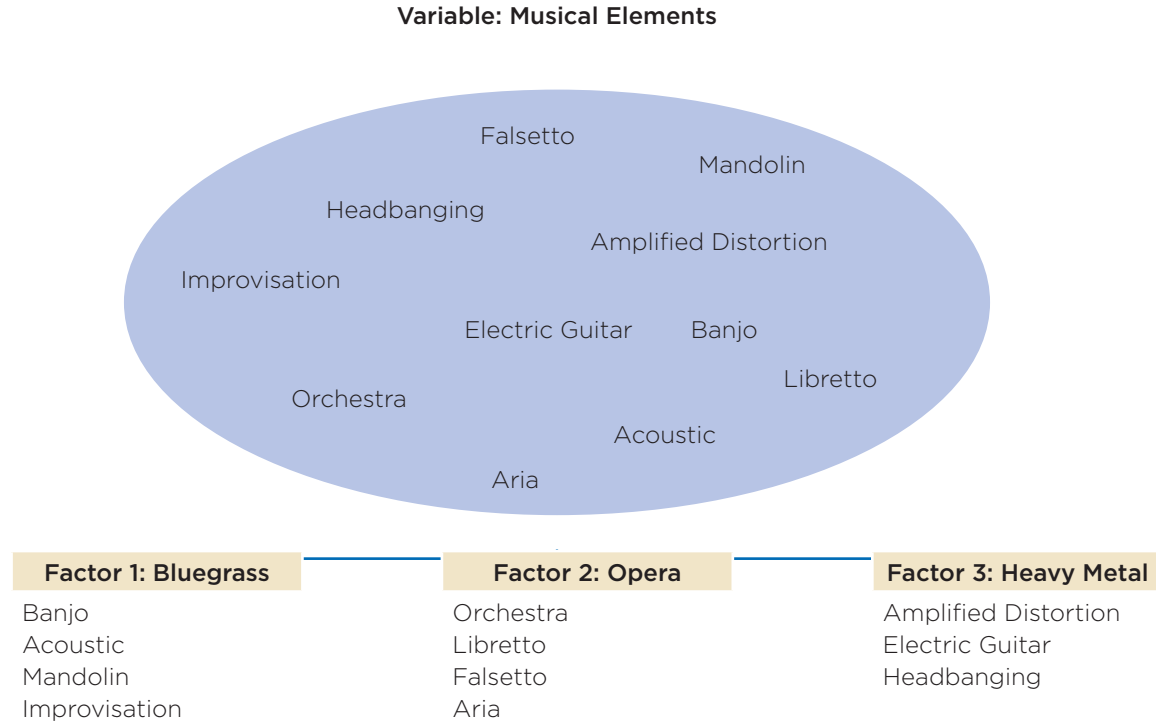 Variable: Musical Elements
Falsetto
Mandolin
Headbanging
Amplified Distortion
Improvisation
Electric Guitar
Banjo
Libretto
Orchestra
Acoustic
Aria
Factor 1: Bluegrass
Banjo
Acoustic
Mandolin
Improvisation
Factor 2: Opera
Orchestra
Libretto
Falsetto
Aria
Factor 3: Heavy Metal
Amplified Distortion
Electric Guitar
Headbanging